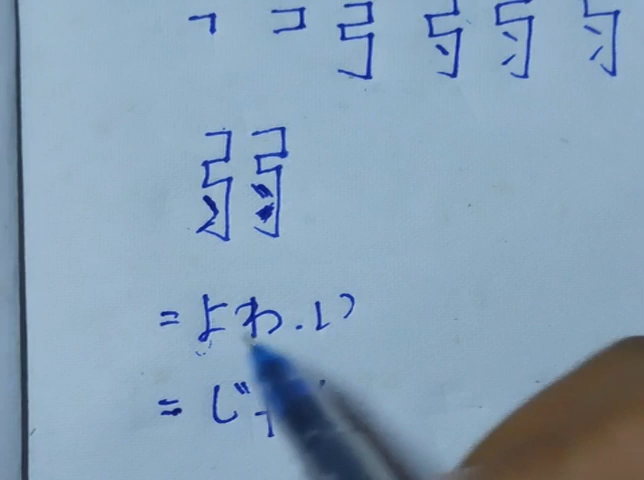 弱
= よわ.い
= じ